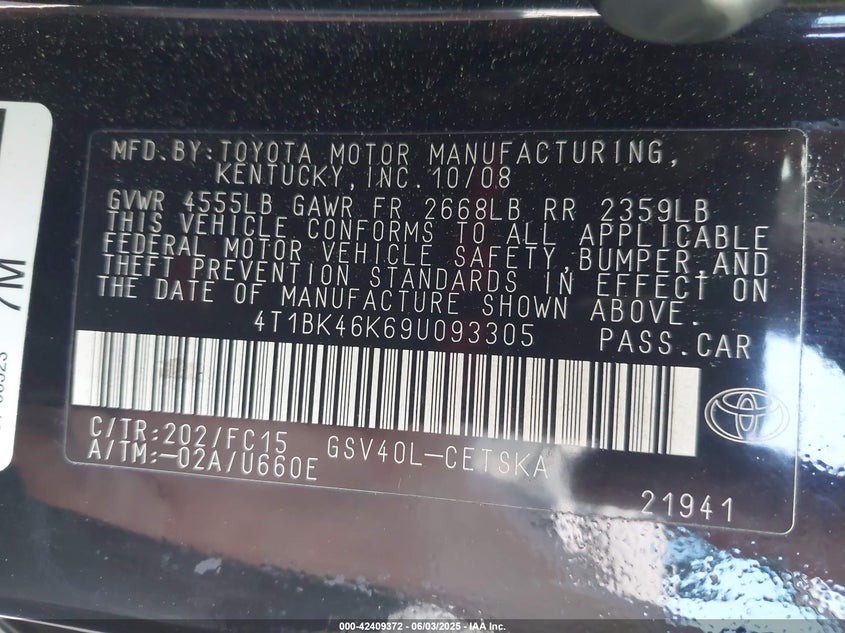 MFD.BY:TOYOTA MOTOR MANUFACTURING,
KENTUCKY,INC.10/08
GVWR 4555LB GAWR FR 2668LB RR 2359LB
THIS VEHICLE CONFORMS TO ALL APPLICABLE
FEDERAL MOTOR VEHICLE SAFETY,BUMPER,AND
THEFT PREVENTION STANDARDS IN EFFECT ON
THE DATE OF MANUFACTURE SHOWN ABOVE.
4T1BK46K69U093305 PASS.CAR
C/TR:202/FC15 GSV40L-CETSKA
A/TM:-02A/U660E
21941
7M
000-42409372 - 06/03/2025 - IAA Inc.